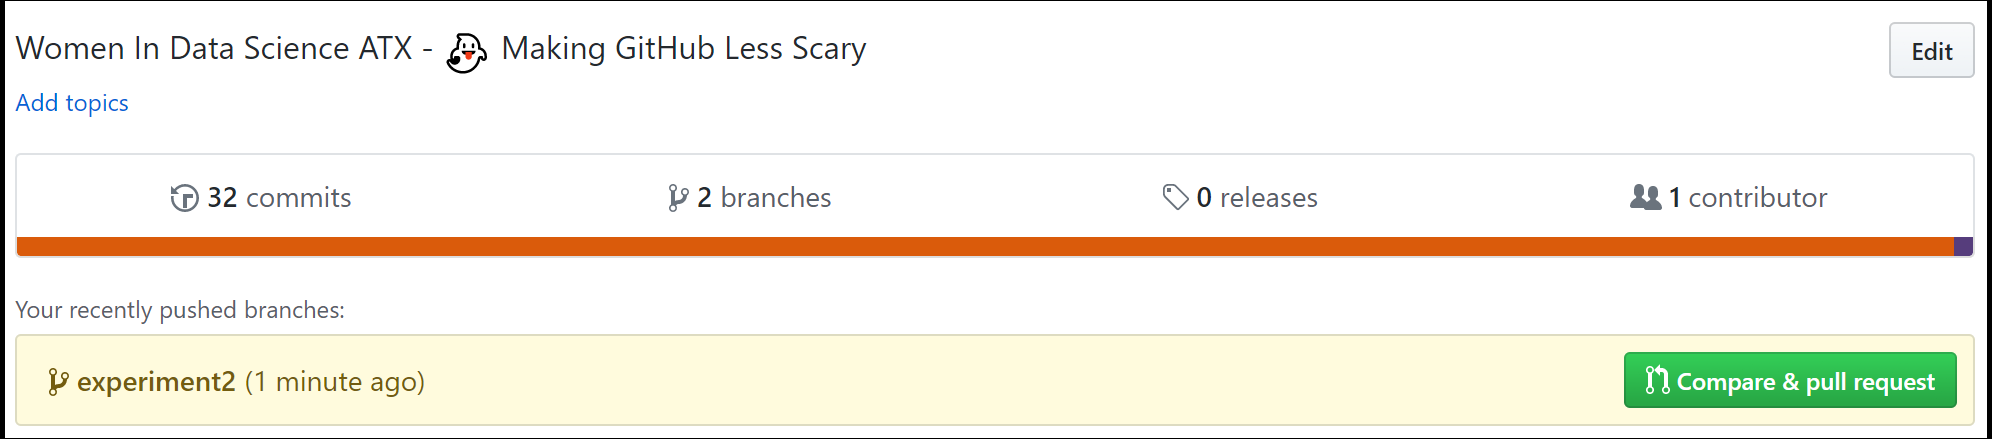 Women In Data Science ATX - 👻 Making GitHub Less Scary
Edit
Add topics
32 commits
2 branches
0 releases
1 contributor
Your recently pushed branches:
experiment2 (1 minute ago)
Compare & pull request